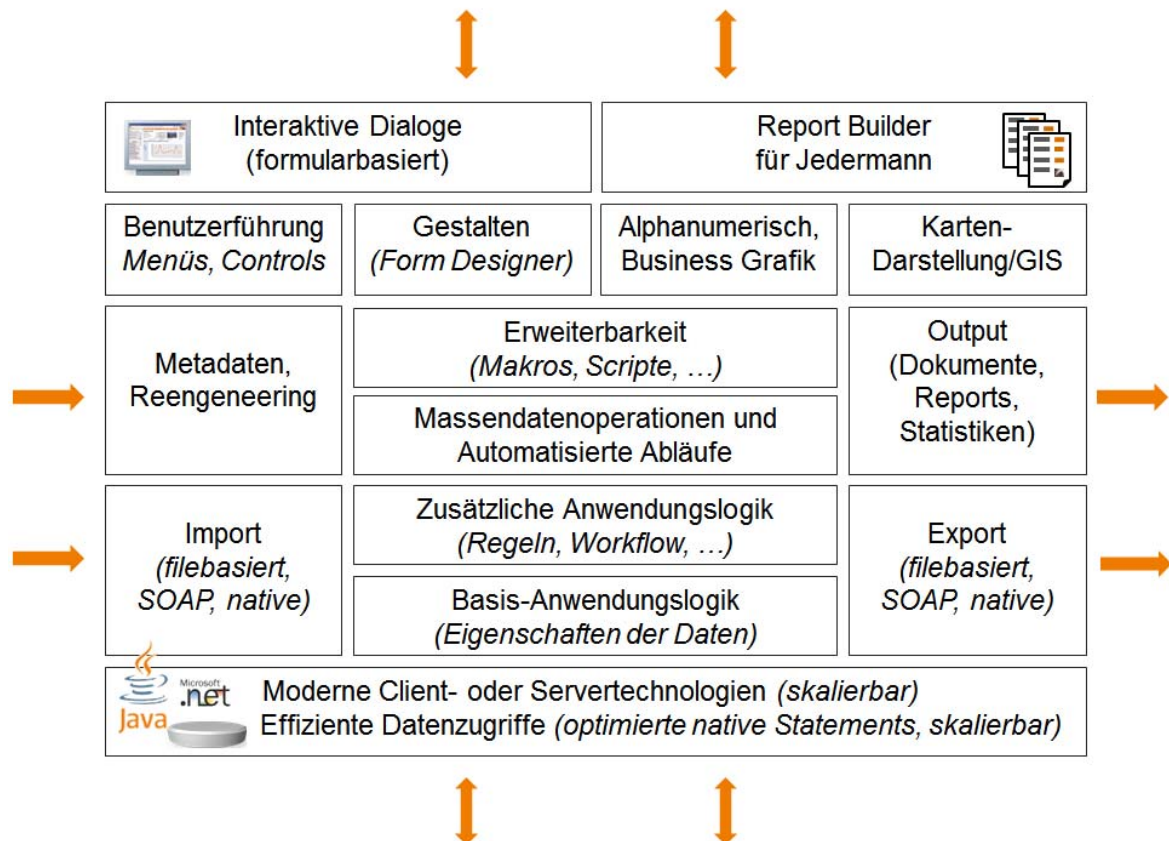 Interaktive Dialoge
(formularbasiert)
Report Builder
für Jedermann
Benutzerführung
Menüs, Controls
Gestalten
(Form Designer)
Alphanumerisch,
Business Grafik
Karten-
Darstellung/GIS
Metadaten,
Reengeneering
Erweiterbarkeit
(Makros, Scripte, …)
Massendatenoperationen und
Automatisierte Abläufe
Output
(Dokumente,
Reports,
Statistiken)
Import
(filebasiert,
SOAP, native)
Zusätzliche Anwendungslogik
(Regeln, Workflow, …)
Basis-Anwendungslogik
(Eigenschaften der Daten)
Export
(filebasiert,
SOAP, native)
Java
Microsoft
.net
Moderne Client- oder Servertechnologien (skalierbar)
Effiziente Datenzugriffe (optimierte native Statements, skalierbar)